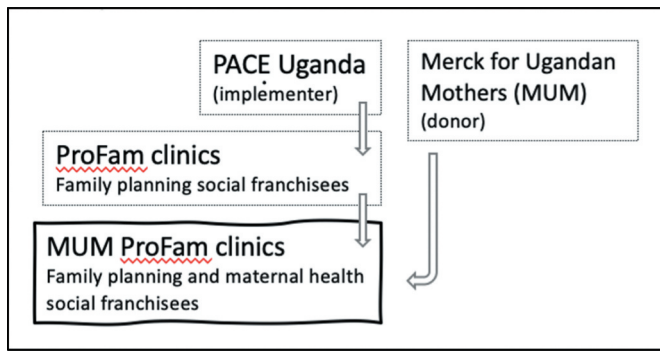 PACE Uganda
(implementer)
Merck for Ugandan
Mothers (MUM)
(donor)
ProFam clinics
Family planning social franchisees
MUM ProFam clinics
Family planning and maternal health
social franchisees